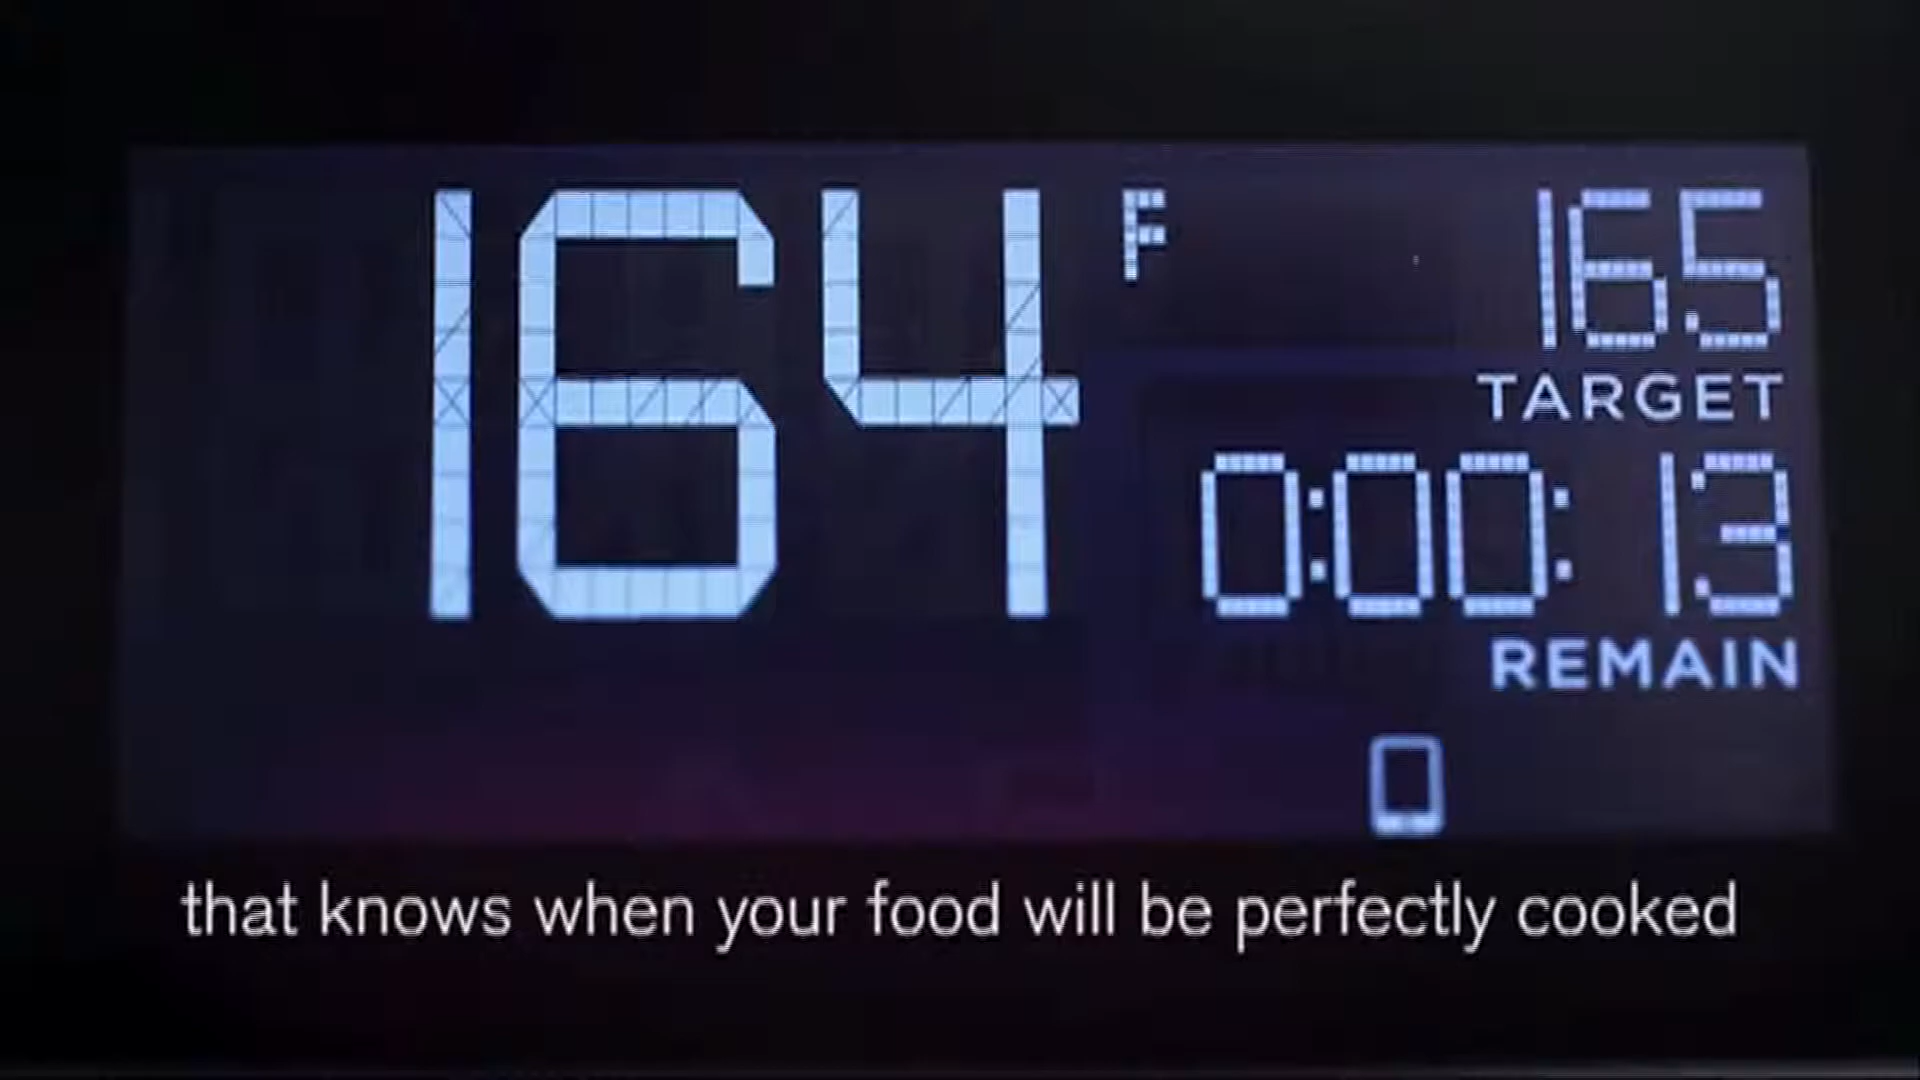 164 F
165
TARGET
0:00:13
REMAIN
that knows when your food will be perfectly cooked